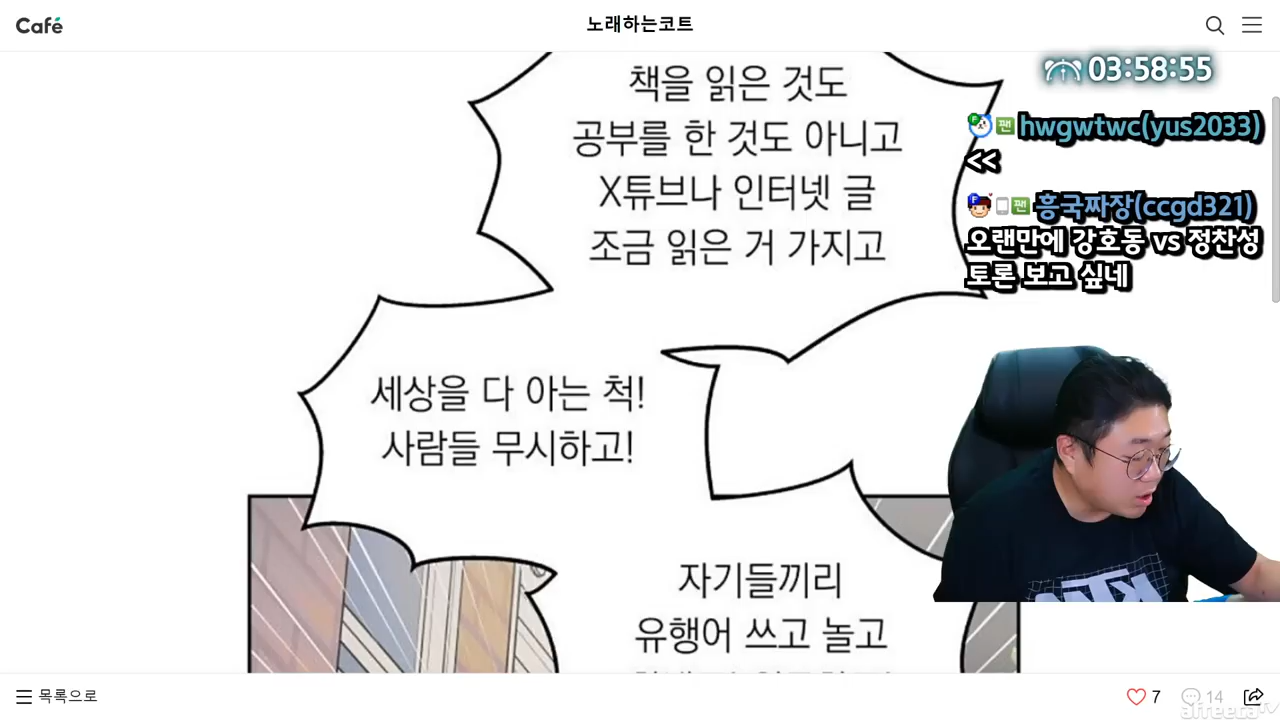 Café
노래하는코트
03:58:55
책을 읽은 것도
공부를 한 것도 아니고
X튜브나 인터넷 글
조금 읽은 거 가지고
F 팬 hwgwtwc(yus2033)
<<
F 팬 흥국짜장(ccgd321)
오랜만에 강호동 vs 정찬성
토론 보고 싶네
세상을 다 아는 척!
사람들 무시하고!
자기들끼리
유행어 쓰고 놀고
목록으로
7
14
afreecaTV